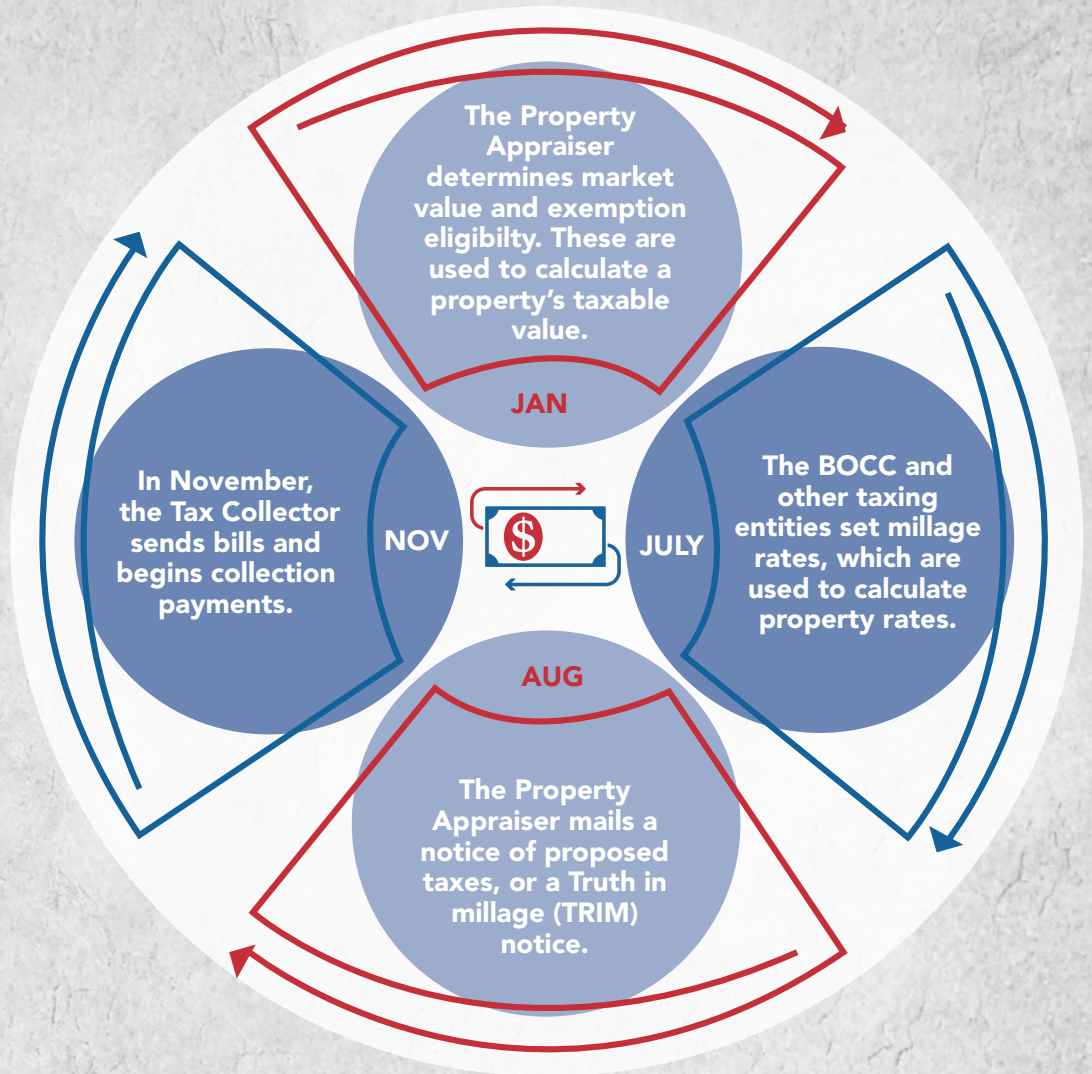 The Property
Appraiser
determines market
value and exemption
eligibilty. These are
used to calculate a
property's taxable
value.
JAN
The BOCC and
other taxing
entities set millage
rates, which are
used to calculate
property rates.
JULY
AUG
The Property
Appraiser mails a
notice of proposed
taxes, or a Truth in
millage (TRIM)
notice.
In November,
the Tax Collector
sends bills and
begins collection
payments.
NOV
$